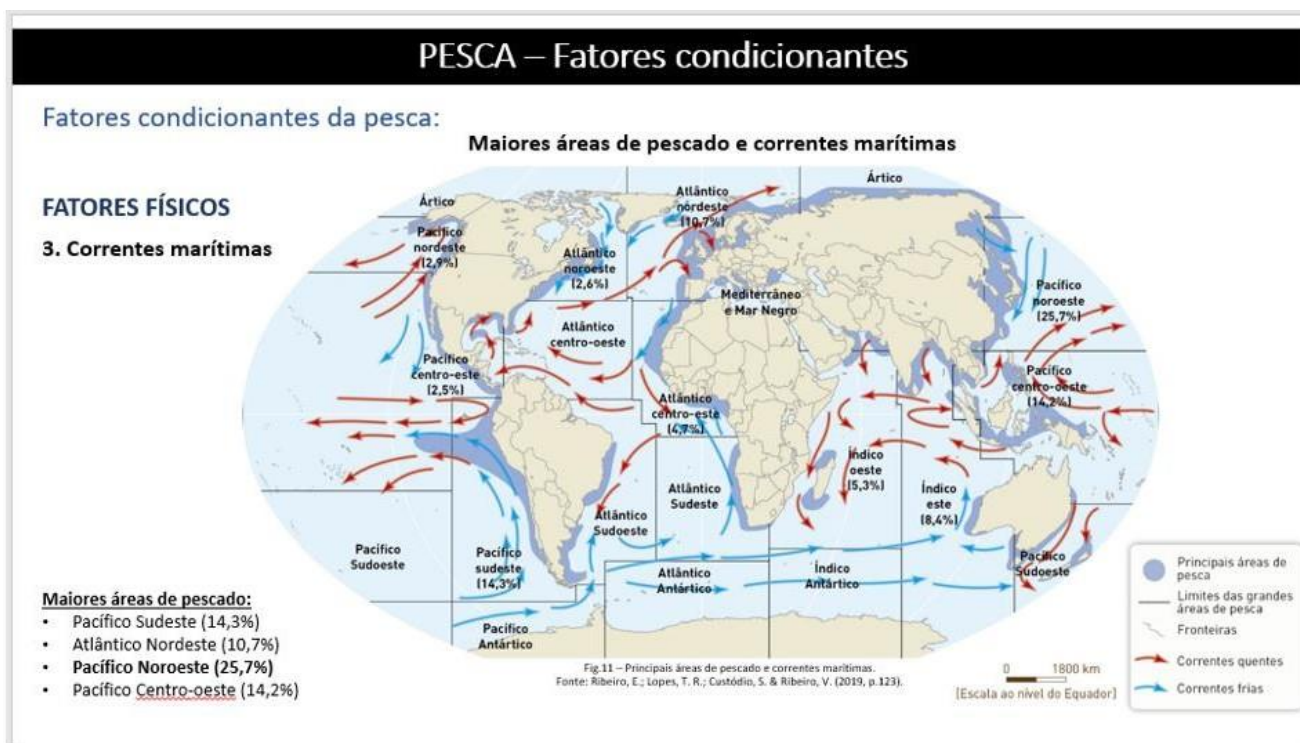 PESCA – Fatores condicionantes
Fatores condicionantes da pesca:
Maiores áreas de pescado e correntes marítimas
FATORES FÍSICOS
3. Correntes marítimas
Ártico
Pacífico
nordeste
(2,9%)
Atlântico
noroeste
(2,6%)
Atlântico
nordeste
(10,7%)
Ártico
Mediterrâneo
e Mar Negro
Pacífico
noroeste
(25,7%)
Atlântico
centro-oeste
Pacífico
centro-este
(2,5%)
Atlântico
centro-este
(4,7%)
Pacífico
centro-oeste
(14,2%)
Índico
oeste
(5,3%)
Índico
este
(8,4%)
Atlântico
Sudeste
Atlântico
Sudoeste
Pacífico
Sudoeste
Pacífico
sudeste
(14,3%)
Pacífico
Sudoeste
Atlântico
Antártico
Índico
Antártico
Pacífico
Antártico
Maiores áreas de pescado:
• Pacífico Sudeste (14,3%)
• Atlântico Nordeste (10,7%)
• Pacífico Noroeste (25,7%)
• Pacífico Centro-oeste (14,2%)
Fig.11 – Principais áreas de pescado e correntes marítimas.
Fonte: Ribeiro, E.; Lopes, T. R.; Custódio, S. & Ribeiro, V. (2019, p.123).
0 1800 km
[Escala ao nível do Equador]
Principais áreas de
pesca
Limites das grandes
áreas de pesca
Fronteiras
Correntes quentes
Correntes frias